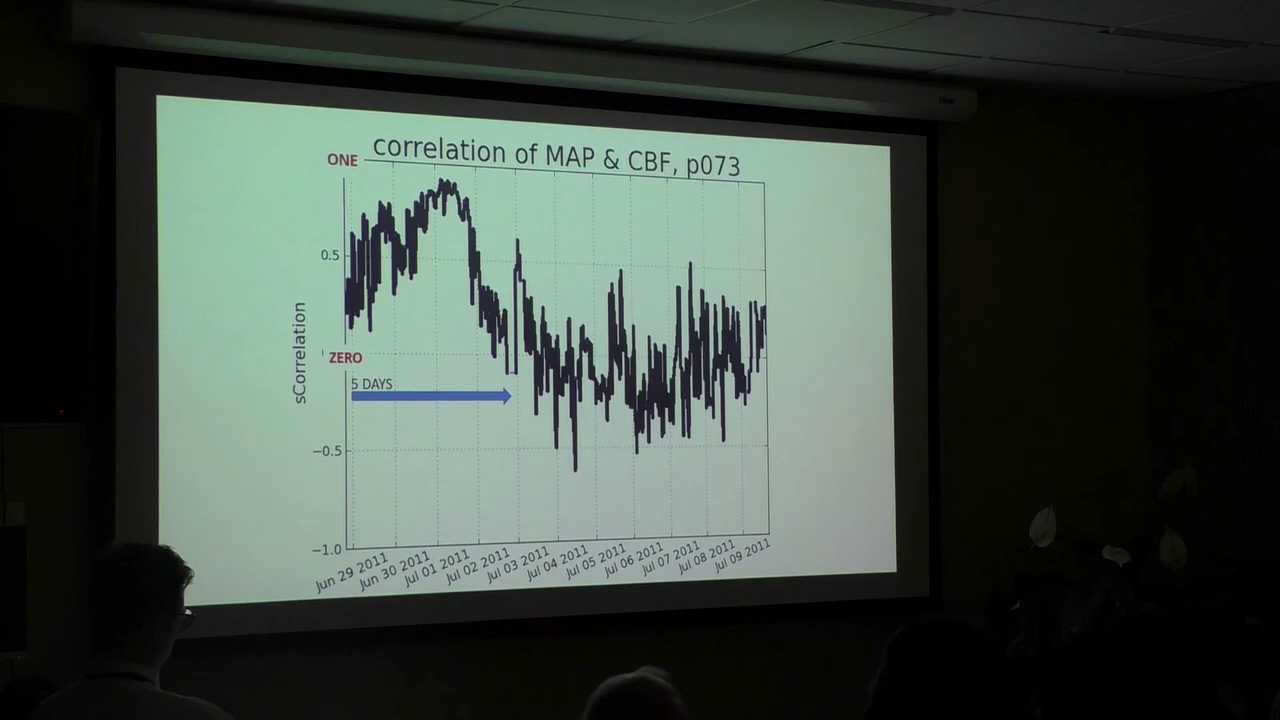 correlation of MAP & CBF, p073
ONE
0.5
sCorrelation
ZERO
5 DAYS
−0.5
−1.0
Jun 29 2011
Jun 30 2011
Jul 01 2011
Jul 02 2011
Jul 03 2011
Jul 04 2011
Jul 05 2011
Jul 06 2011
Jul 07 2011
Jul 08 2011
Jul 09 2011